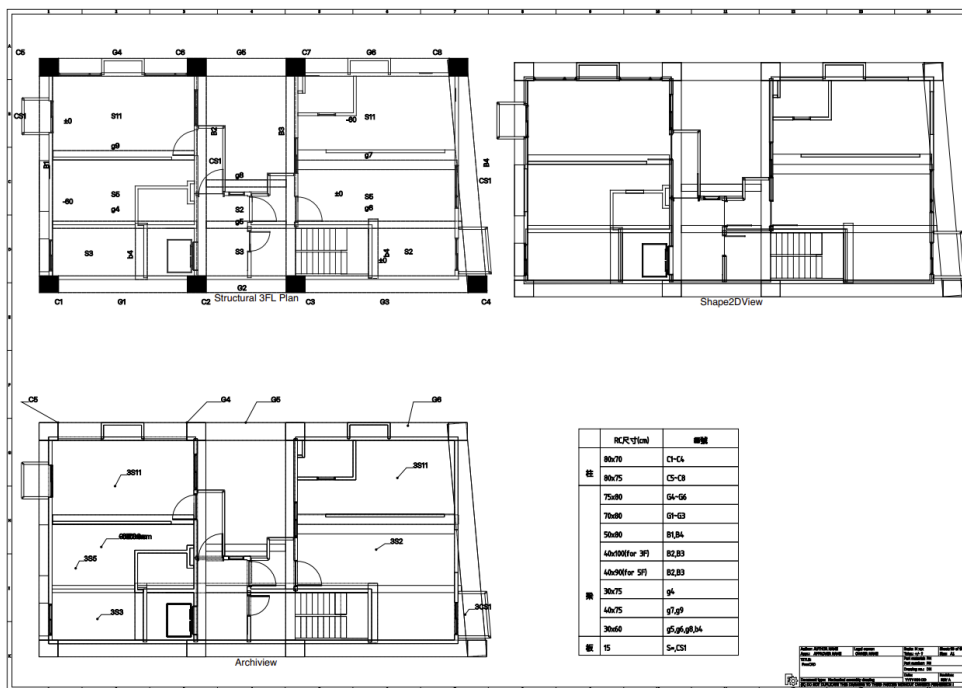 C5 G4 C6 G5 C7 G6 C8
CS1
±0
S11
g9
B1
S5
-60
g4
S3
b4
B2
CS1
g8
S2
g5
S3
B3
S11
-60
g7
±0
S5
g6
b4
S2
B4
CS1
C1 G1 C2 G2 C3 G3 C4
Structural 3FL Plan
Shape2DView
C5 G4 G5 G6
3S11
3S11
3S5
3S2
3S3
3CS1
Archiview
RC尺寸(cm) 編號
柱
80x70 C1~C4
80x75 C5~C8
梁
75x80 G4~G6
70x80 G1~G3
50x80 B1,B4
40x100(for 3F) B2,B3
40x90(for 5F) B2,B3
30x75 g4
40x75 g7,g9
30x60 g5,g6,g8,b4
板
15 S~,CS1